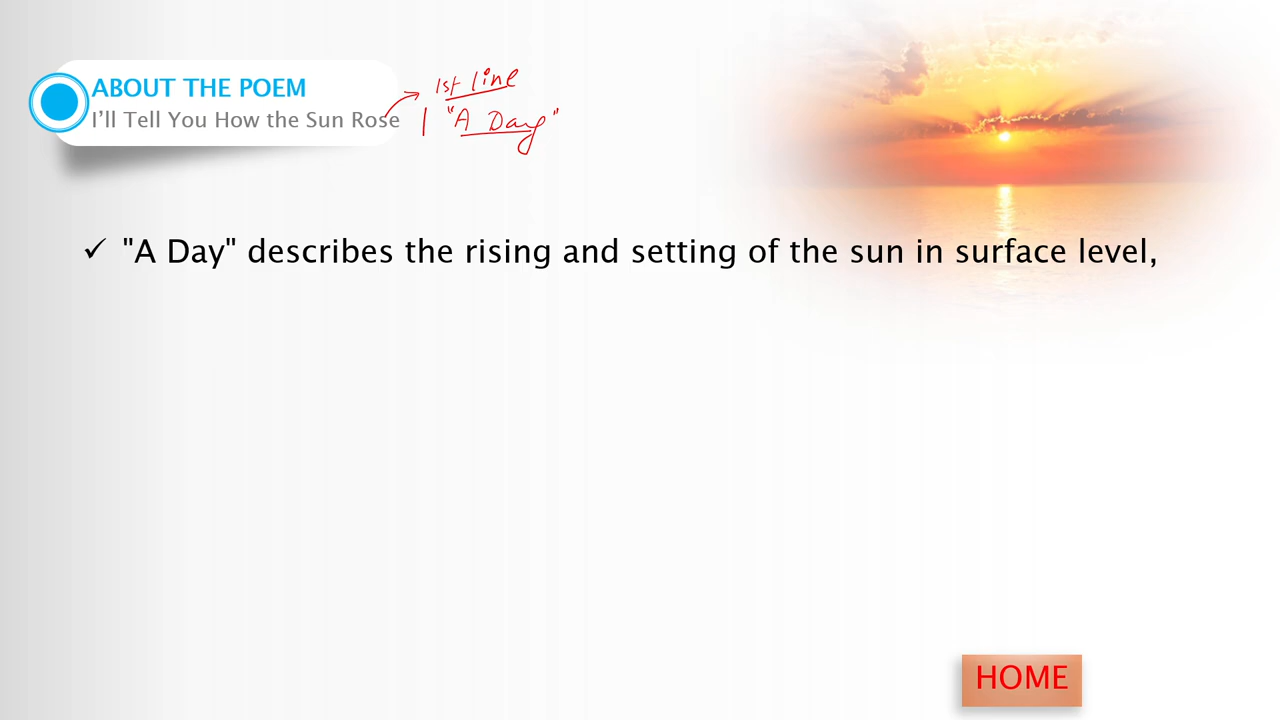 ABOUT THE POEM
I'll Tell You How the Sun Rose
1st line
"A Day"
✓ "A Day" describes the rising and setting of the sun in surface level,
HOME